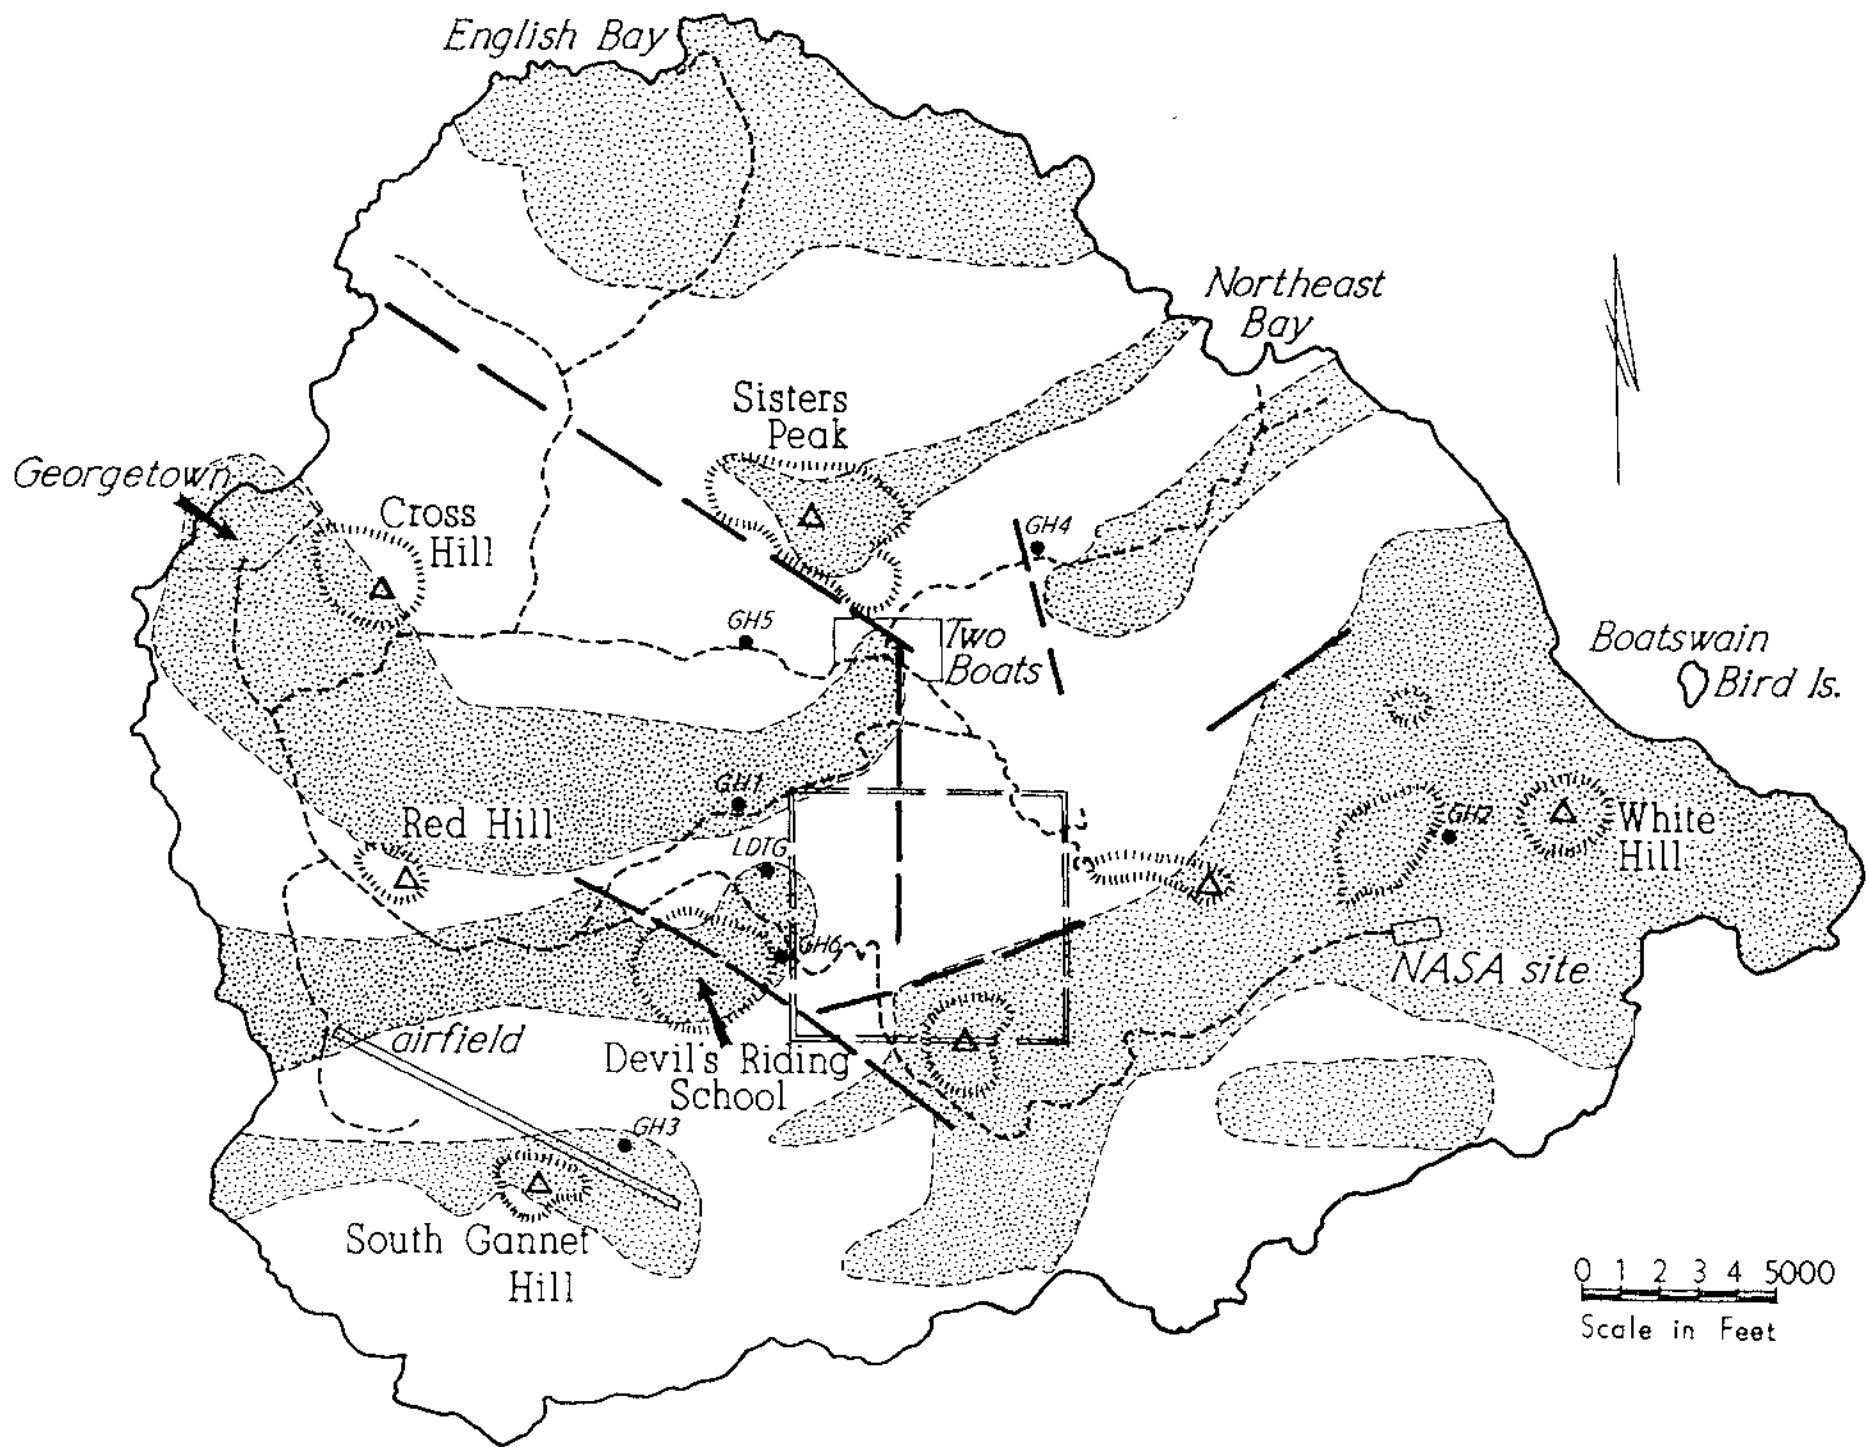 English Bay
Northeast
Bay
Sisters
Peak
Georgetown
Cross
Hill
GH4
GH5
Two
Boats
Boatswain
Bird Is.
GH1
Red Hill
GH2
White
Hill
LDTG
GH6
NASA site
airfield
Devil's Riding
School
GH3
South Gannet
Hill
0 1 2 3 4 5000
Scale in Feet